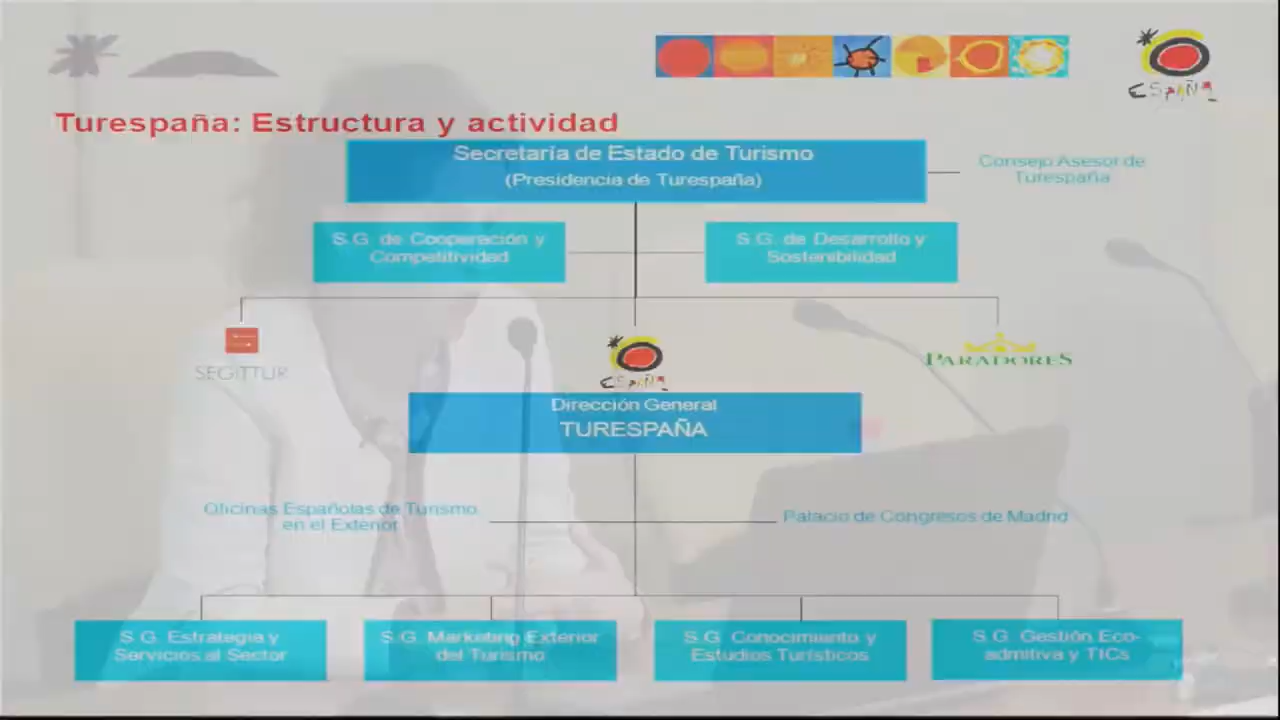 ESPAÑA
Turespaña: Estructura y actividad
Secretaría de Estado de Turismo
(Presidencia de Turespaña)
Consejo Asesor de
Turespaña
S.G. de Cooperación y
Competitividad
S.G. de Desarrollo y
Sostenibilidad
SEGITTUR
ESPAÑA
PARADORES
Dirección General
TURESPAÑA
Oficinas Españolas de Turismo
en el Exterior
Palacio de Congresos de Madrid
S.G. Estrategia y
Servicios al Sector
S.G. Marketing Exterior
del Turismo
S.G. Conocimiento y
Estudios Turísticos
S.G. Gestión Eco-
admitiva y TICs